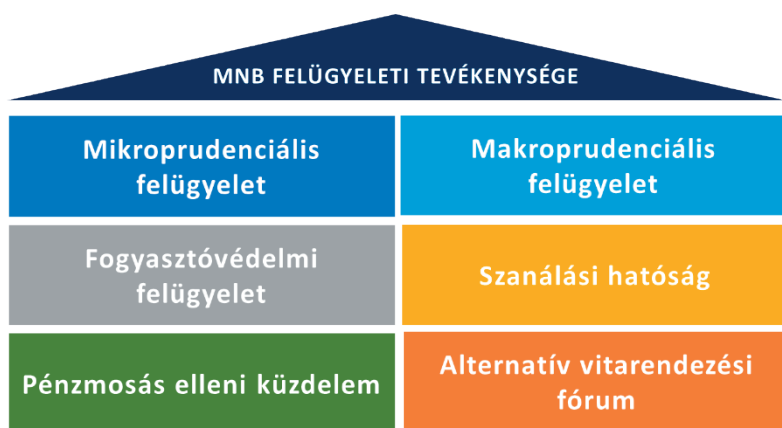 MNB FELÜGYELETI TEVÉKENYSÉGE
Mikroprudenciális
felügyelet
Makroprudenciális
felügyelet
Fogyasztóvédelmi
felügyelet
Szanálási hatóság
Pénzmosás elleni küzdelem
Alternatív vitarendezési
fórum